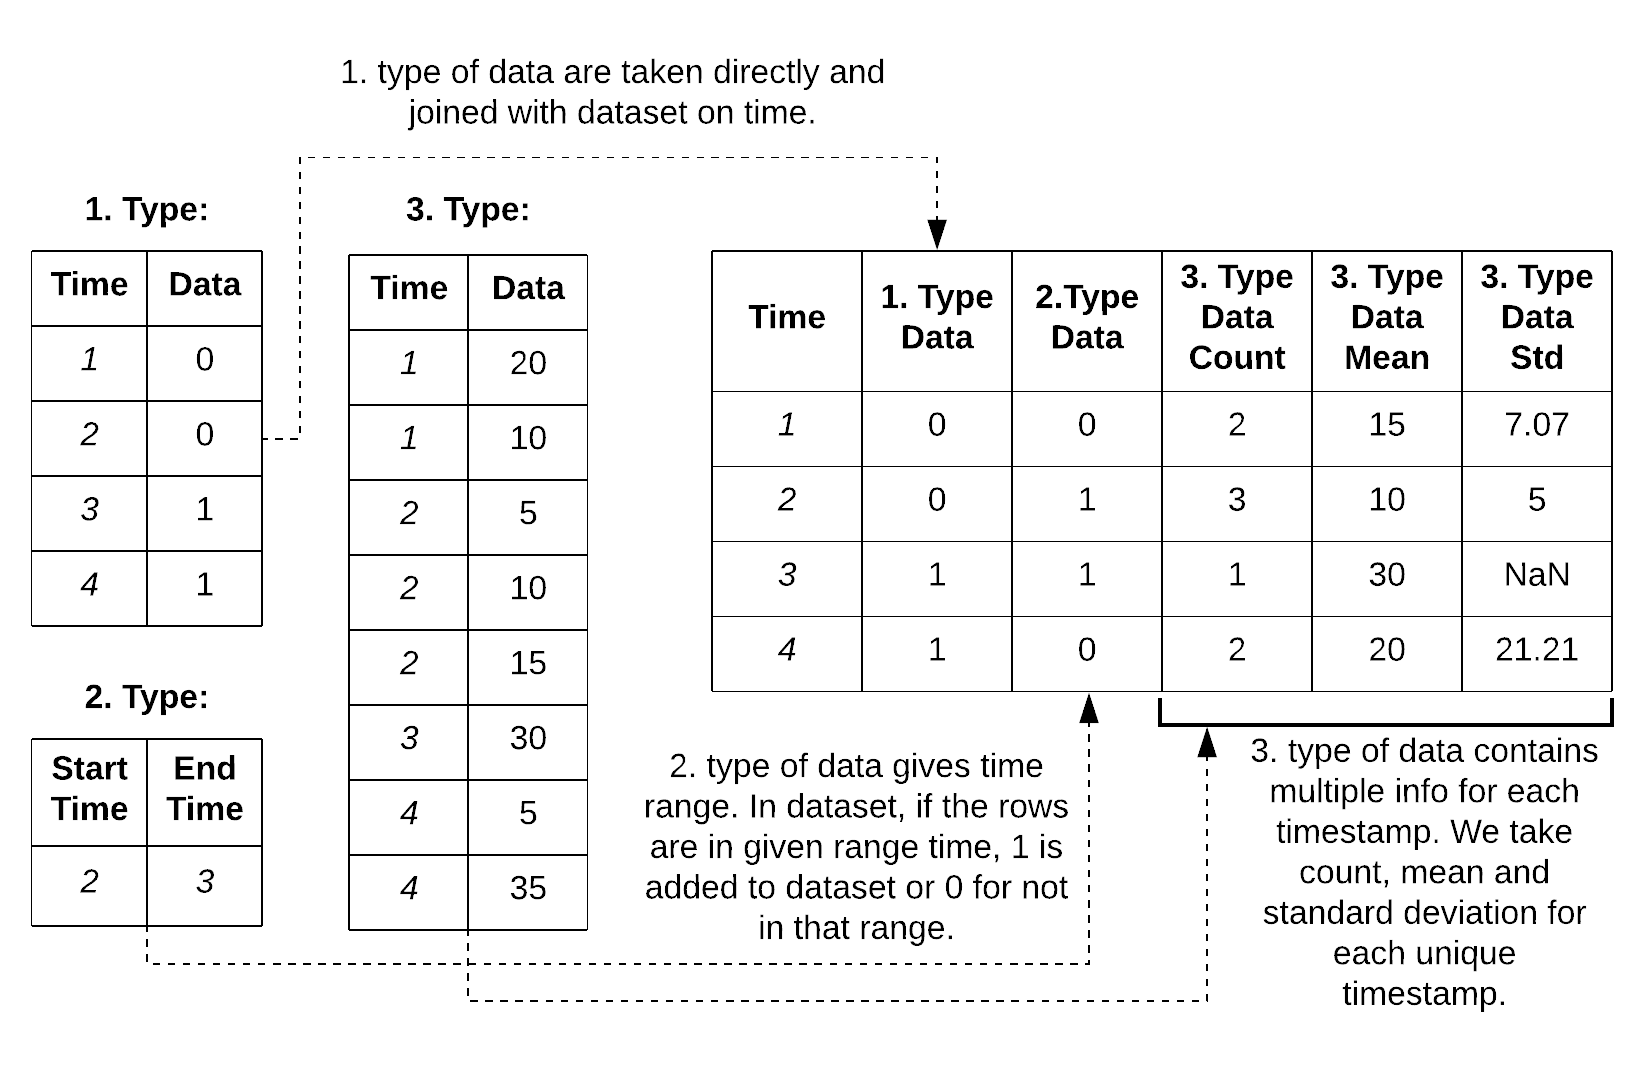 1. type of data are taken directly and
joined with dataset on time.
1. Type:
Time Data
1 0
2 0
3 1
4 1
2. Type:
Start Time End Time
2 3
3. Type:
Time Data
1 20
1 10
2 5
2 10
2 15
3 30
4 5
4 35
Time 1. Type Data 2.Type Data 3. Type Data Count 3. Type Data Mean 3. Type Data Std
1 0 0 2 15 7.07
2 0 1 3 10 5
3 1 1 1 30 NaN
4 1 0 2 20 21.21
2. type of data gives time
range. In dataset, if the rows
are in given range time, 1 is
added to dataset or 0 for not
in that range.
3. type of data contains
multiple info for each
timestamp. We take
count, mean and
standard deviation for
each unique
timestamp.